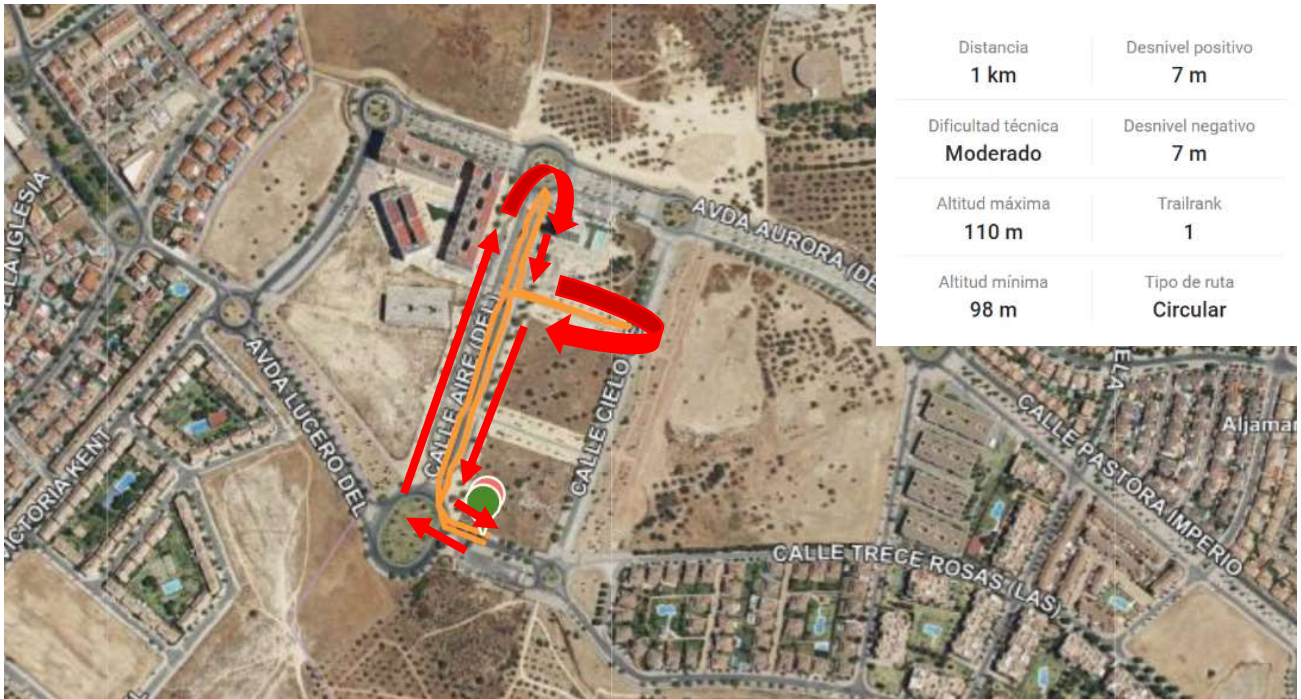 Distancia
1 km
Desnivel positivo
7 m
Dificultad técnica
Moderado
Desnivel negativo
7 m
Altitud máxima
110 m
Trailrank
1
Altitud mínima
98 m
Tipo de ruta
Circular
LA IGLESIA
AVDA AURORA (DE
CALLE AIRE (DEL)
AVDA LUCERO DEL
CALLE CIELO
VICTORIA KENT
CALLE PASTORA IMPERIO
ELA
Aljamar
CALLE TRECE ROSAS (LAS)